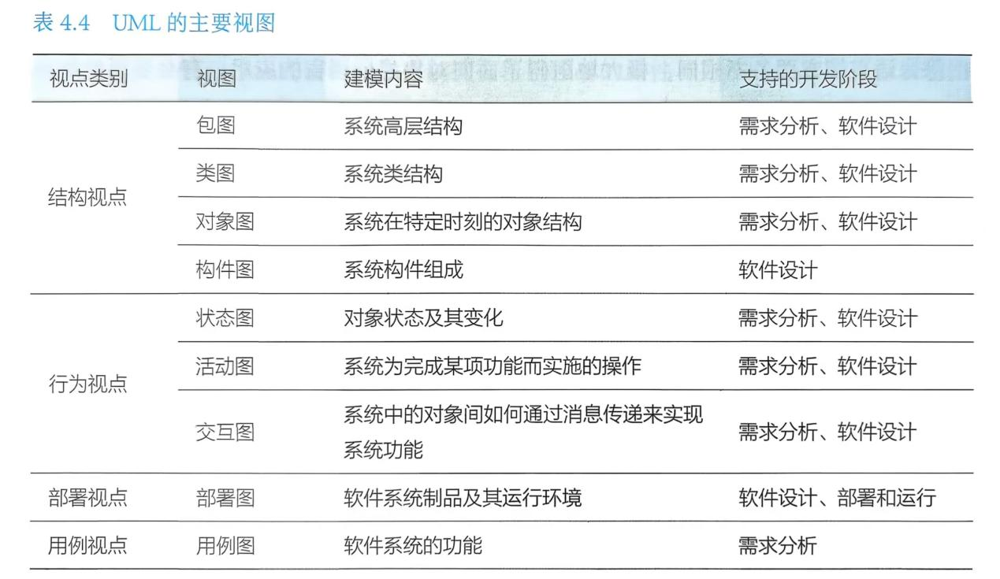 表 4.4 UML 的主要视图
视点类别 视图 建模内容 支持的开发阶段
结构视点
包图 系统高层结构 需求分析、软件设计
类图 系统类结构 需求分析、软件设计
对象图 系统在特定时刻的对象结构 需求分析、软件设计
构件图 系统构件组成 软件设计
行为视点
状态图 对象状态及其变化 需求分析、软件设计
活动图 系统为完成某项功能而实施的操作 需求分析、软件设计
交互图 系统中的对象间如何通过消息传递来实现
系统功能 需求分析、软件设计
部署视点 部署图 软件系统制品及其运行环境 软件设计、部署和运行
用例视点 用例图 软件系统的功能 需求分析